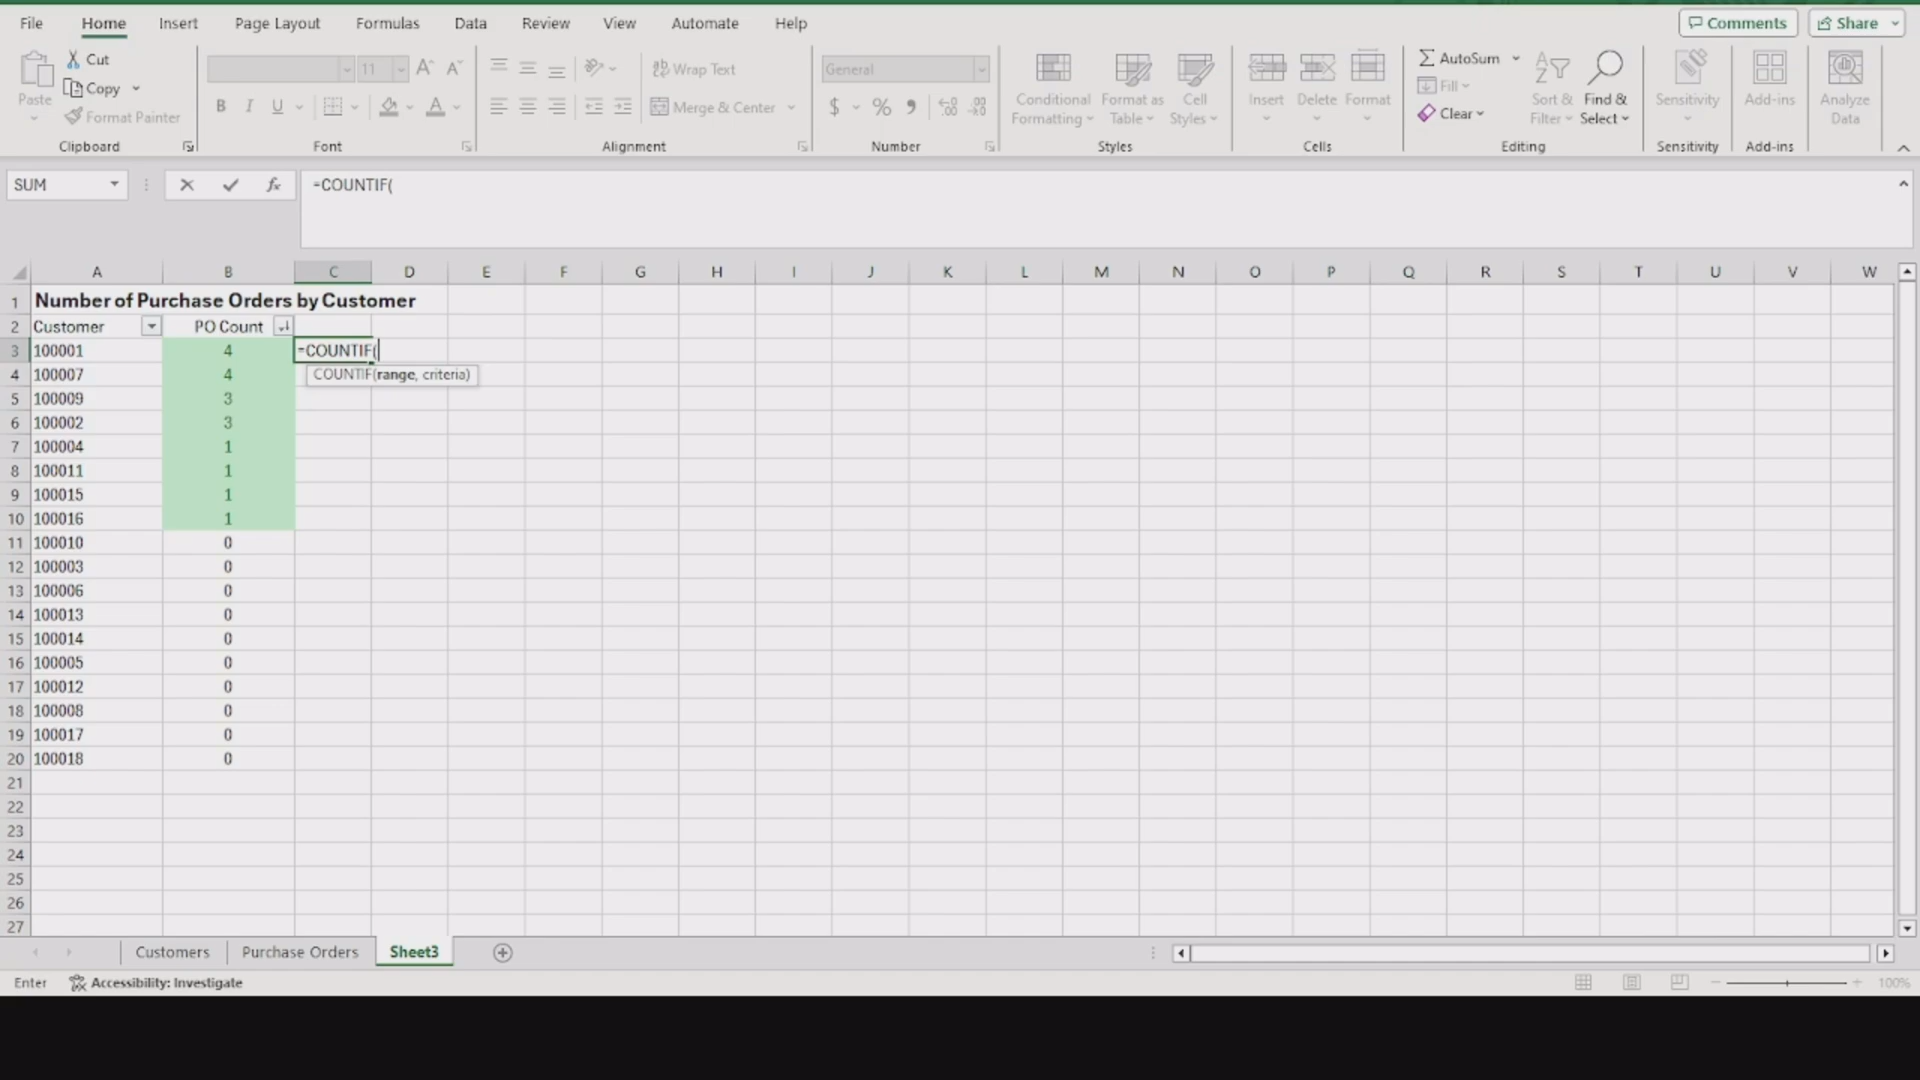 File Home Insert Page Layout Formulas Data Review View Automate Help Comments Share
Paste Cut Copy Format Painter Clipboard
11 B I U A Font
Wrap Text Merge & Center Alignment
General $ % Number
Conditional Formatting Format as Table Cell Styles Styles
Insert Delete Format Cells
AutoSum Fill Clear Sort & Filter Find & Select Editing
Sensitivity Sensitivity
Add-ins Add-ins
Analyze Data
SUM fx =COUNTIF(
A B C D E F G H I J K L M N O P Q R S T U V W
1 Number of Purchase Orders by Customer
2 Customer PO Count
3 100001 4 =COUNTIF(
COUNTIF(range, criteria)
4 100007 4
5 100009 3
6 100002 3
7 100004 1
8 100011 1
9 100015 1
10 100016 1
11 100010 0
12 100003 0
13 100006 0
14 100013 0
15 100014 0
16 100005 0
17 100012 0
18 100008 0
19 100017 0
20 100018 0
21
22
23
24
25
26
27
Customers Purchase Orders Sheet3
Enter Accessibility: Investigate 100%